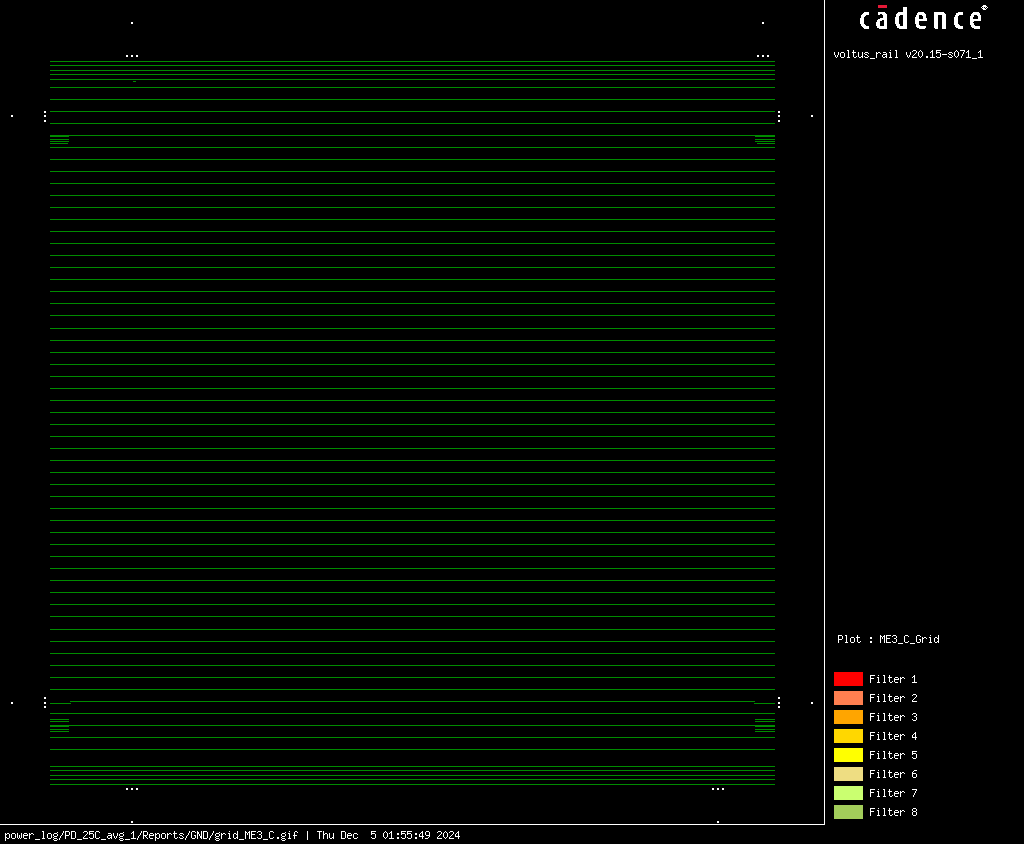 cādence®
voltus_rail v20.15-s071_1
Plot : ME3_C_Grid
Filter 1
Filter 2
Filter 3
Filter 4
Filter 5
Filter 6
Filter 7
Filter 8
power_log/PD_25C_avg_1/Reports/GND/grid_ME3_C.gif | Thu Dec  5 01:55:49 2024